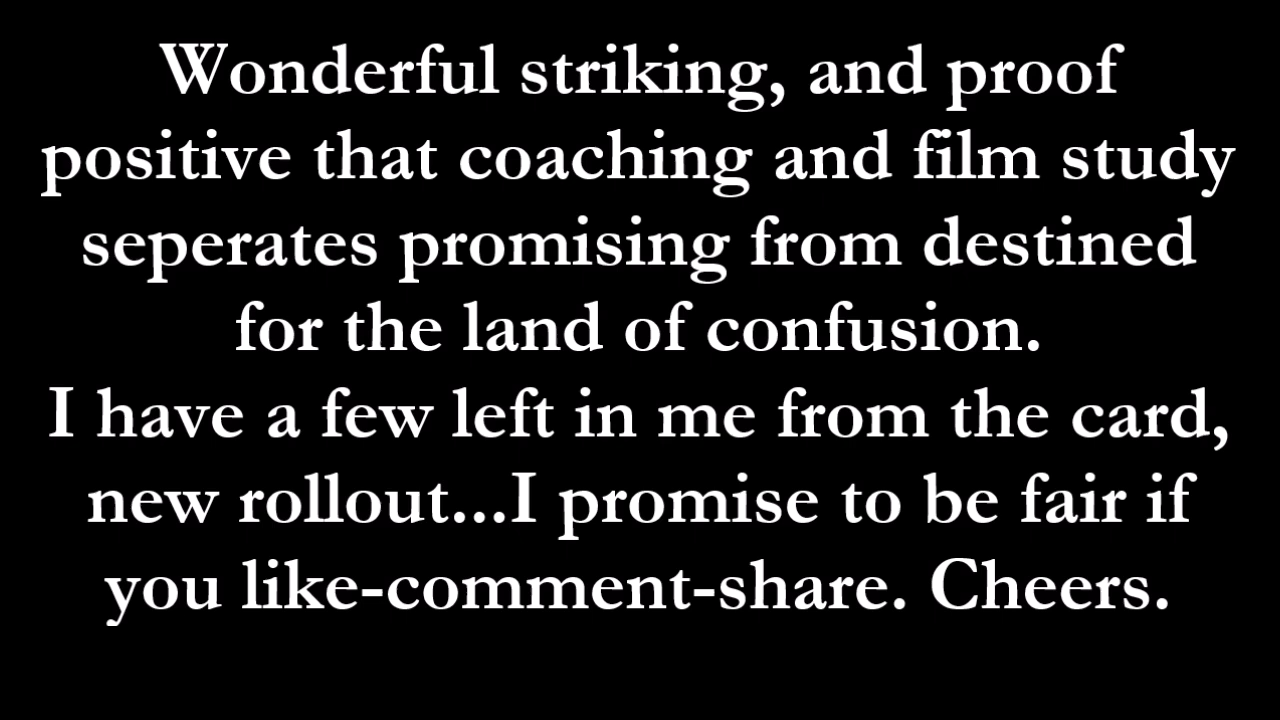 Wonderful striking, and proof
positive that coaching and film study
seperates promising from destined
for the land of confusion.
I have a few left in me from the card,
new rollout...I promise to be fair if
you like-comment-share. Cheers.